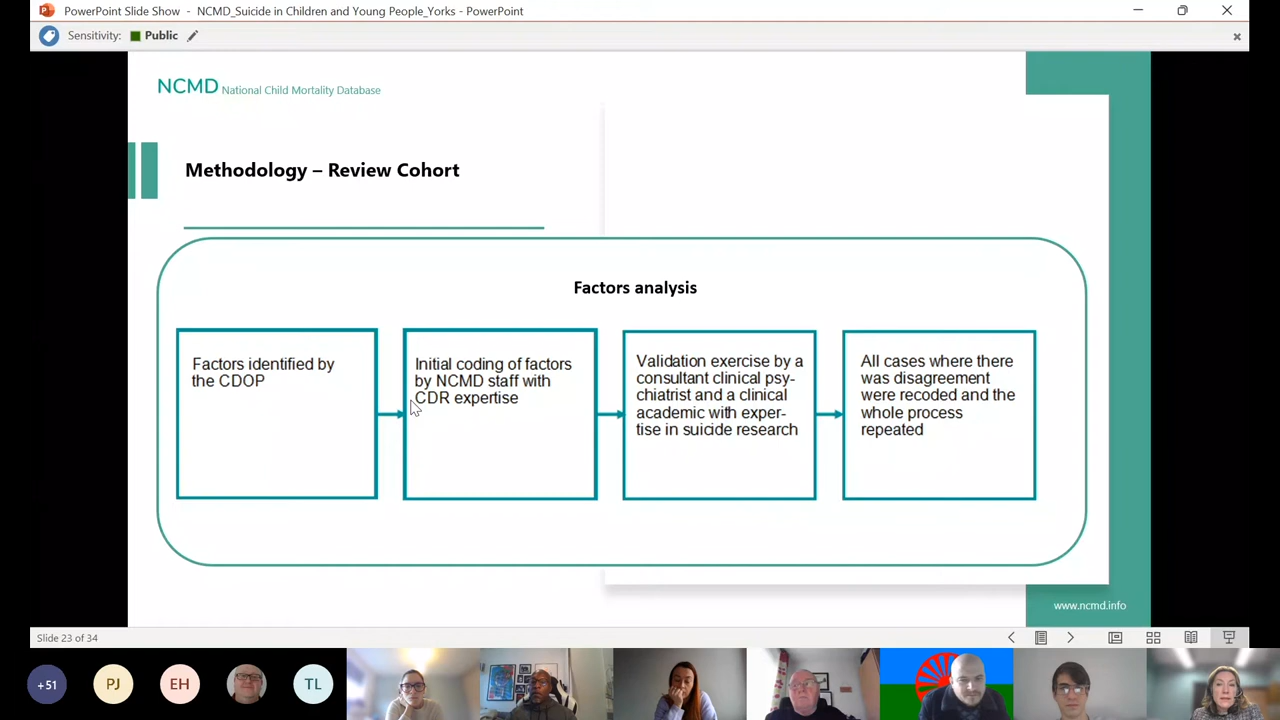 PowerPoint Slide Show - NCMD_Suicide in Children and Young People_Yorks - PowerPoint
Sensitivity: Public
NCMD National Child Mortality Database
Methodology – Review Cohort
Factors analysis
Factors identified by
the CDOP
Initial coding of factors
by NCMD staff with
CDR expertise
Validation exercise by a
consultant clinical psy-
chiatrist and a clinical
academic with exper-
tise in suicide research
All cases where there
was disagreement
were recoded and the
whole process
repeated
www.ncmd.info
Slide 23 of 34
+51
PJ
EH
TL